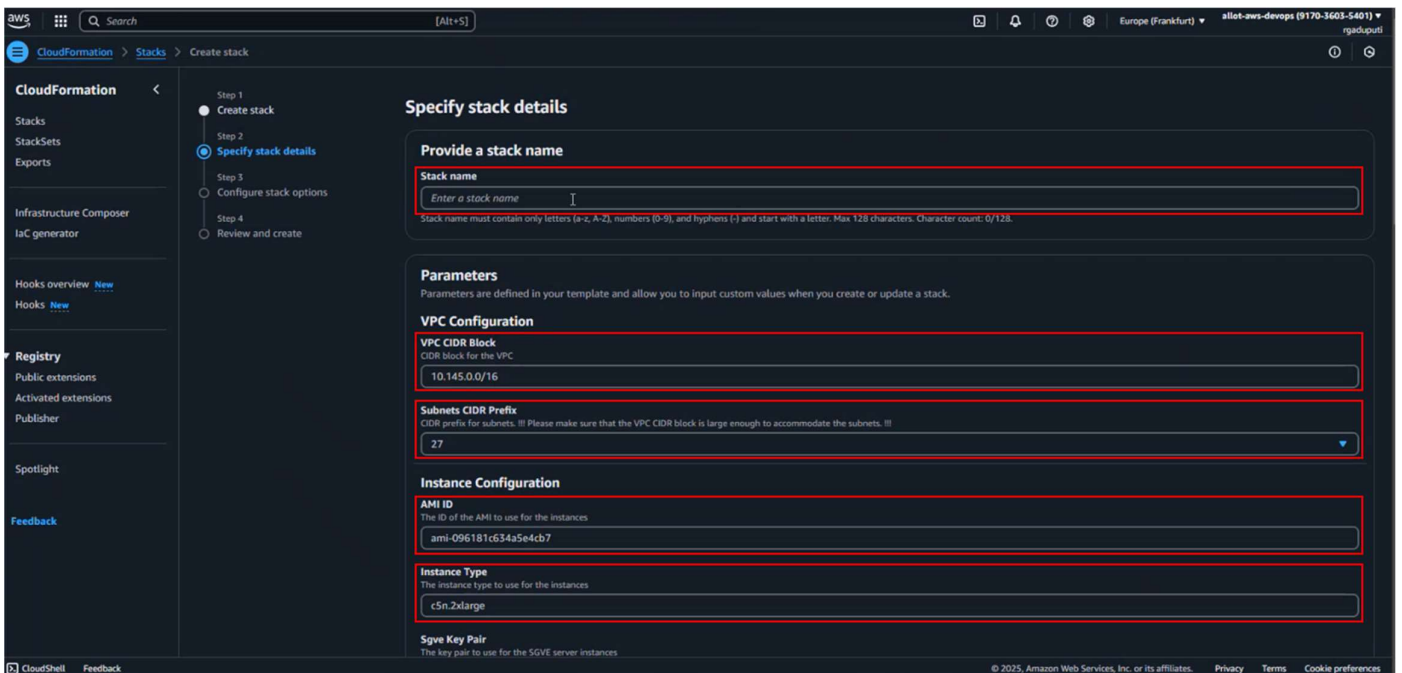 aws
Search
[Alt+S]
Europe (Frankfurt) ▼
allot-aws-devops (9170-3603-5401) ▼
rgaduputi
CloudFormation > Stacks > Create stack
CloudFormation
Stacks
StackSets
Exports
Infrastructure Composer
IaC generator
Hooks overview New
Hooks New
Registry
Public extensions
Activated extensions
Publisher
Spotlight
Feedback
Step 1
Create stack
Step 2
Specify stack details
Step 3
Configure stack options
Step 4
Review and create
Specify stack details
Provide a stack name
Stack name
Enter a stack name
Stack name must contain only letters (a-z, A-Z), numbers (0-9), and hyphens (-) and start with a letter. Max 128 characters. Character count: 0/128.
Parameters
Parameters are defined in your template and allow you to input custom values when you create or update a stack.
VPC Configuration
VPC CIDR Block
CIDR block for the VPC
10.145.0.0/16
Subnets CIDR Prefix
CIDR prefix for subnets. !!! Please make sure that the VPC CIDR block is large enough to accommodate the subnets. !!!
27
Instance Configuration
AMI ID
The ID of the AMI to use for the instances
ami-096181c634a5e4cb7
Instance Type
The instance type to use for the instances
c5n.2xlarge
Sgve Key Pair
The key pair to use for the SGVE server instances
CloudShell Feedback
© 2025, Amazon Web Services, Inc. or its affiliates. Privacy Terms Cookie preferences